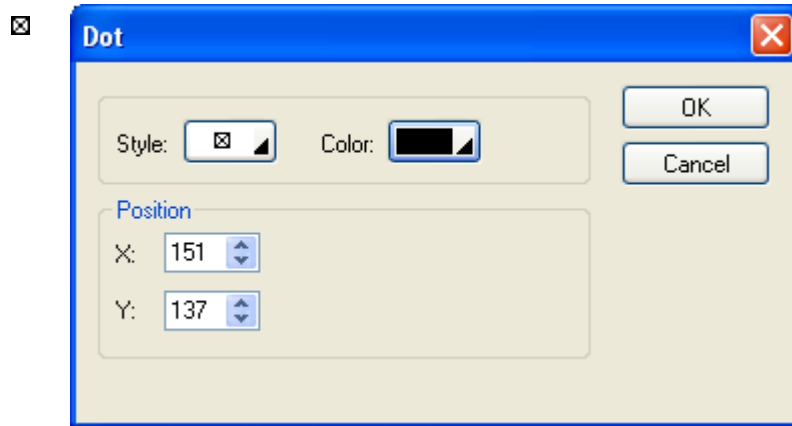 Dot
Style: Color:
OK
Cancel
Position
X: 151
Y: 137